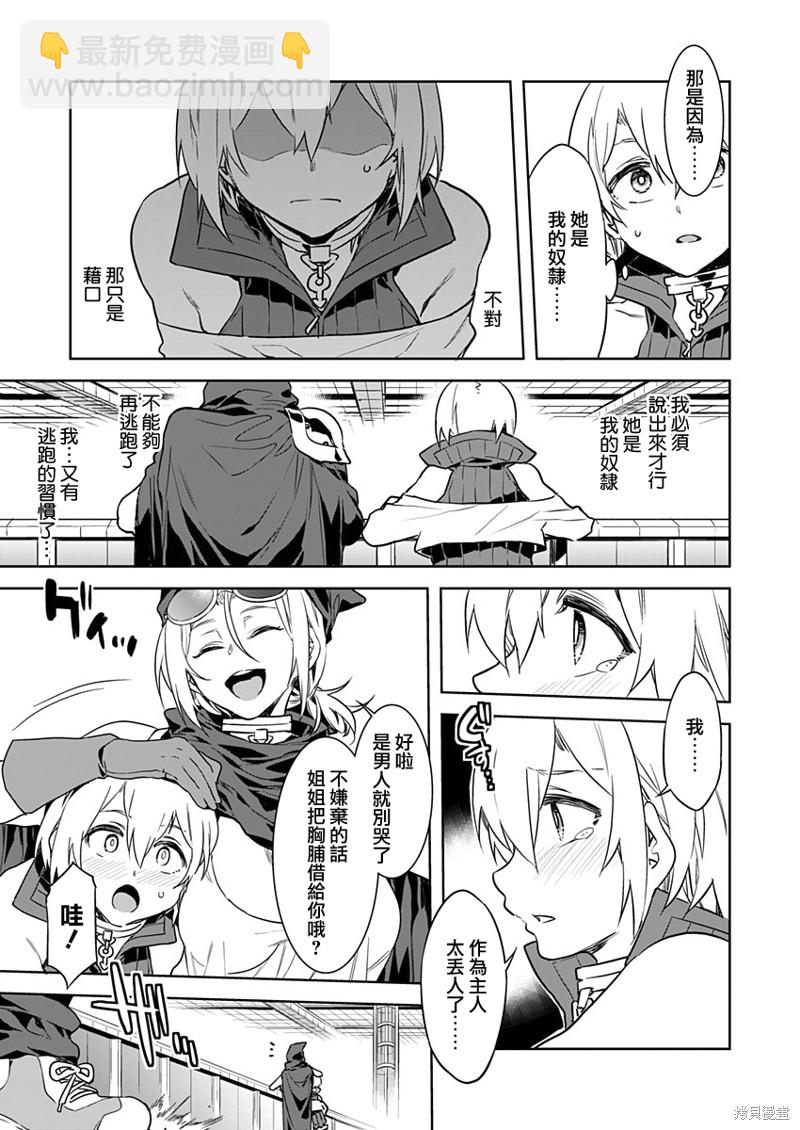 最新免費漫画
www.baozimh.com
那是因為…
她是
我的奴隸……
不對
那只是
藉口
我必須
說出來才行
她是
我的奴隸
不能夠
再逃跑了
我…又有
逃跑的習慣了…
我…
作為主人
太丟人了……
グイッ…
好啦
是男人就別哭了
不嫌棄的話
姐姐把胸脯借給你哦?
哇!
拷貝漫畫